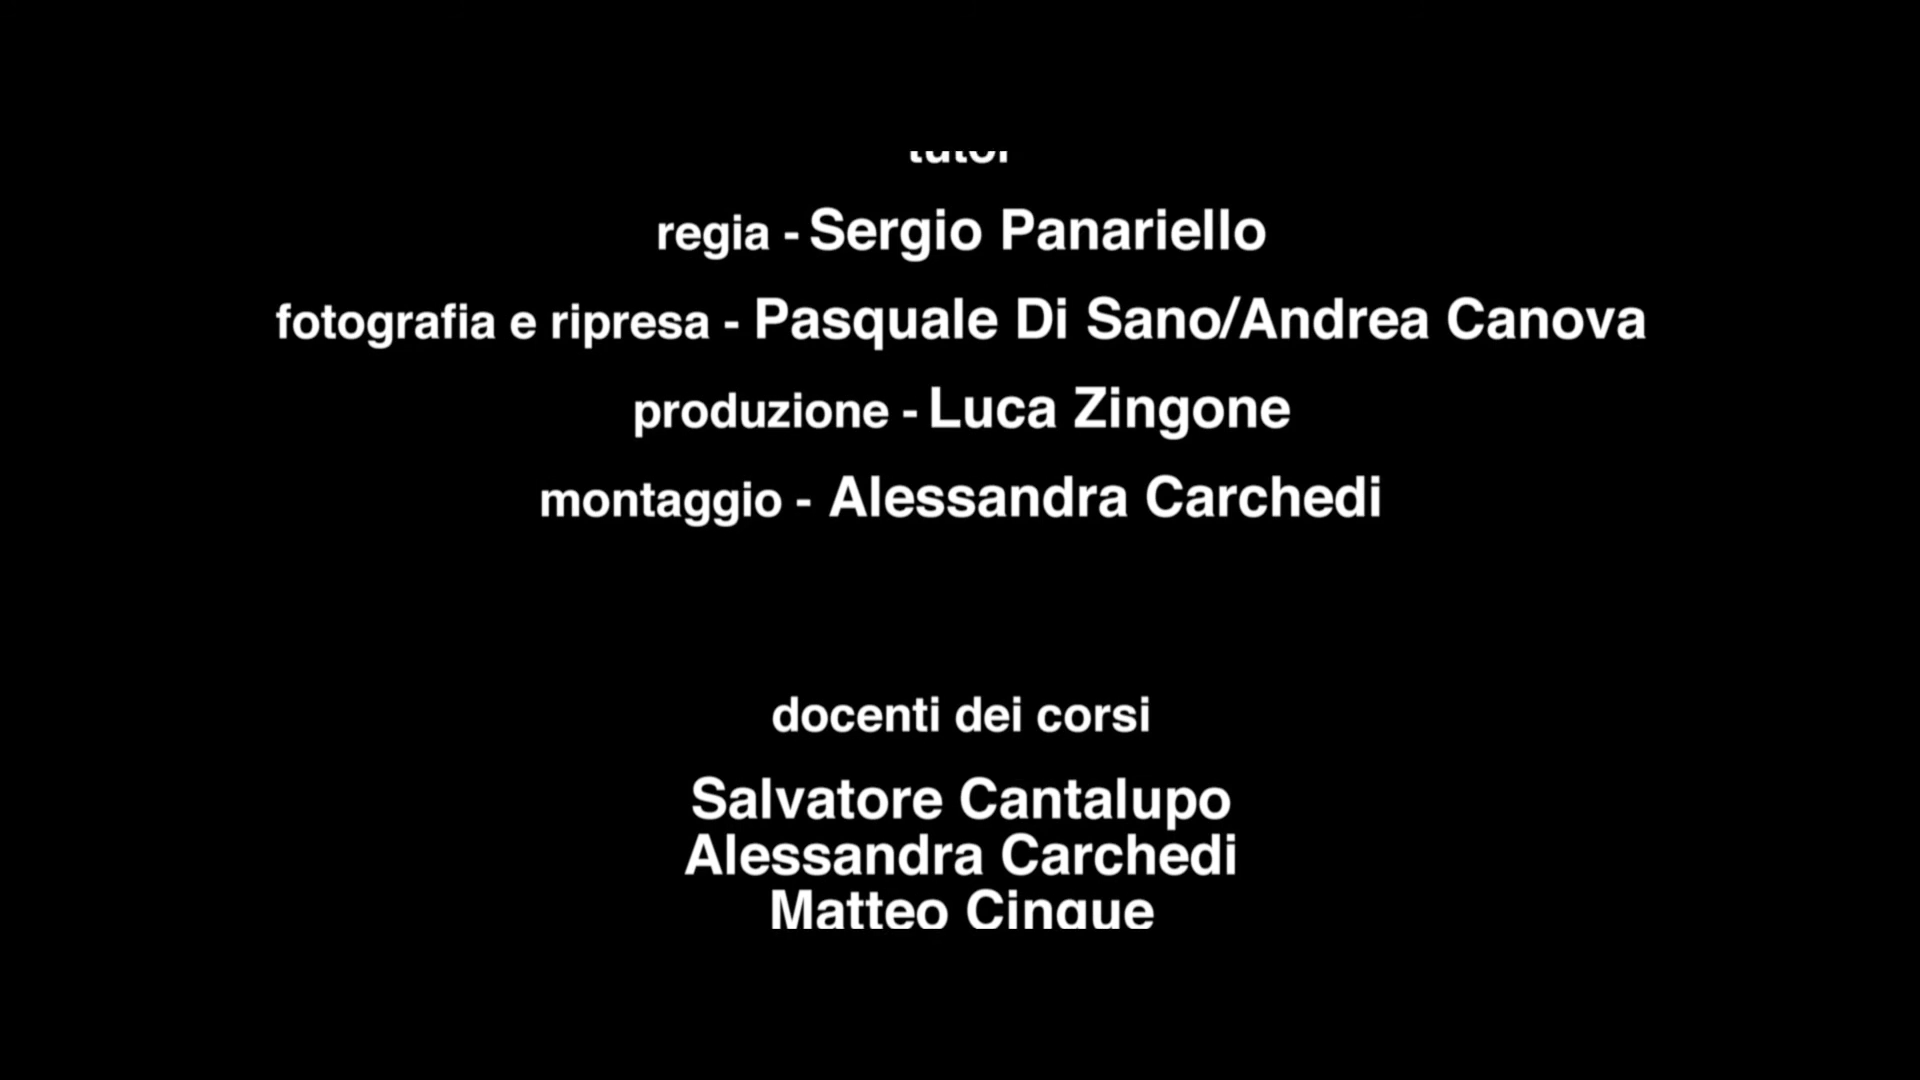 tutor
regia - Sergio Panariello
fotografia e ripresa - Pasquale Di Sano/Andrea Canova
produzione - Luca Zingone
montaggio - Alessandra Carchedi
docenti dei corsi
Salvatore Cantalupo
Alessandra Carchedi
Matteo Cinque